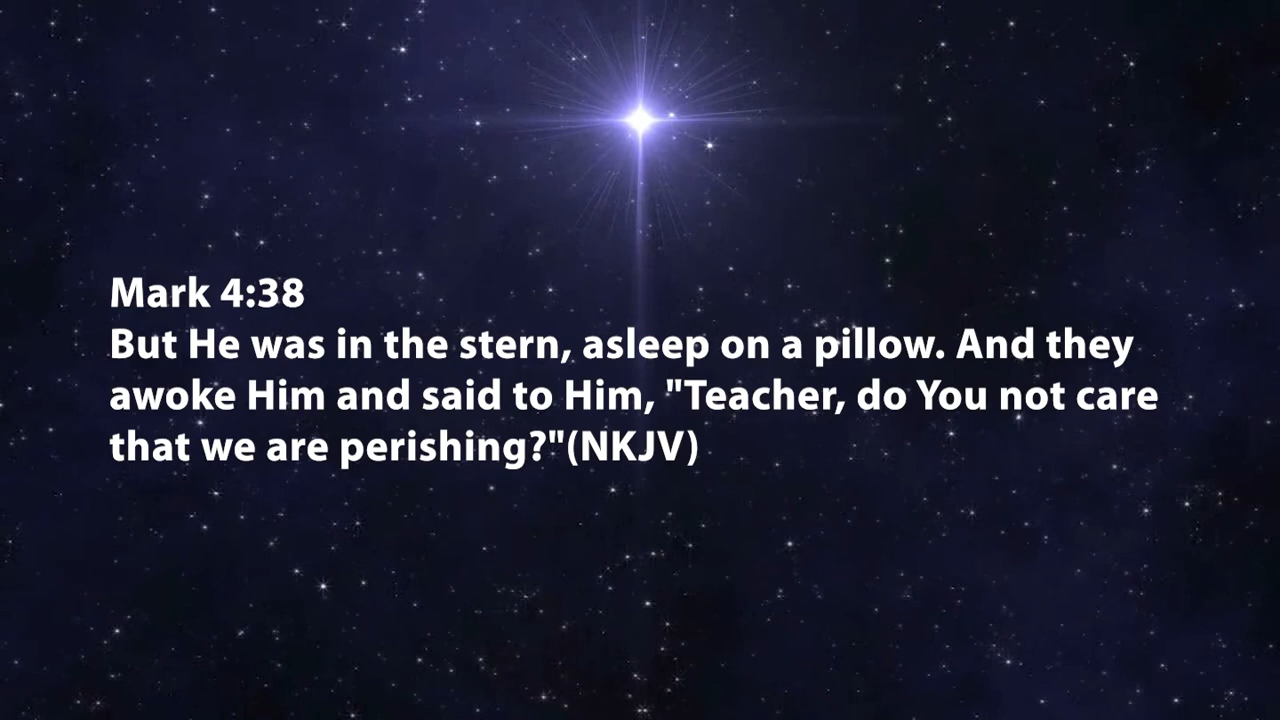 Mark 4:38
But He was in the stern, asleep on a pillow. And they
awoke Him and said to Him, "Teacher, do You not care
that we are perishing?"(NKJV)